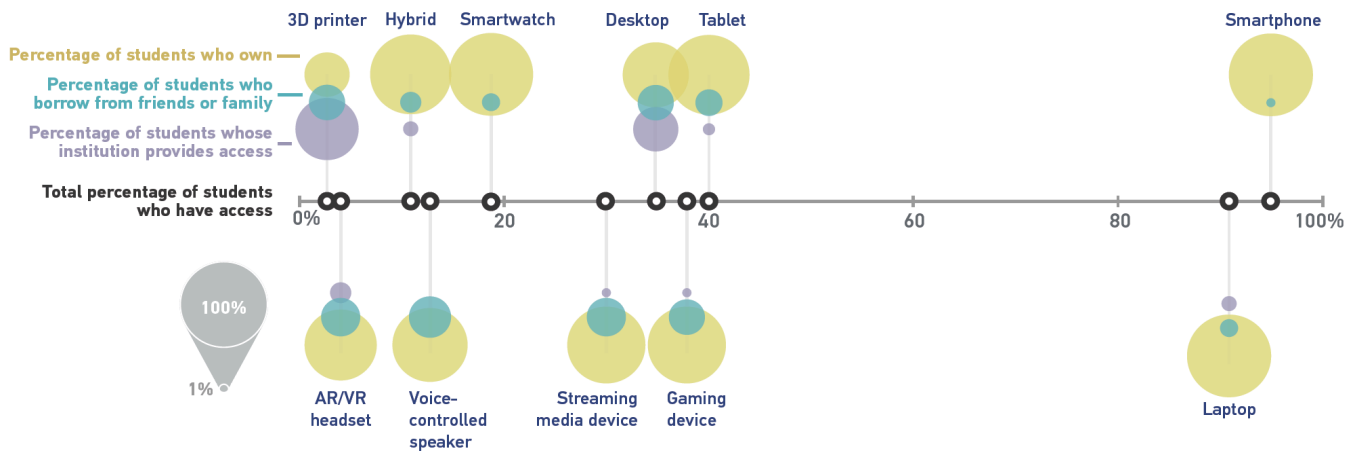 3D printer
Hybrid
Smartwatch
Desktop
Tablet
Smartphone
Percentage of students who own
Percentage of students who
borrow from friends or family
Percentage of students whose
institution provides access
Total percentage of students
who have access
0%
20
40
60
80
100%
100%
1%
AR/VR
headset
Voice-
controlled
speaker
Streaming
media device
Gaming
device
Laptop